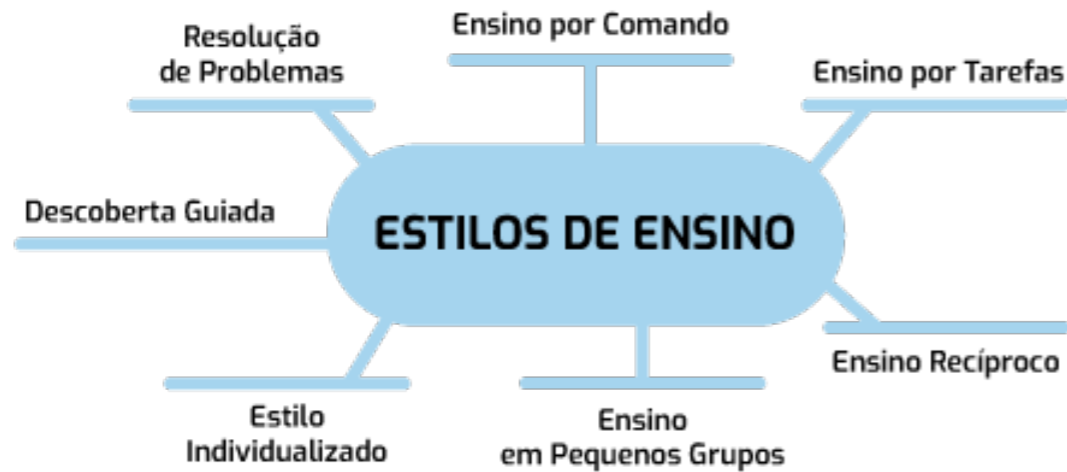 Ensino por Comando
Resolução
de Problemas
Ensino por Tarefas
Descoberta Guiada
ESTILOS DE ENSINO
Ensino Recíproco
Estilo
Individualizado
Ensino
em Pequenos Grupos